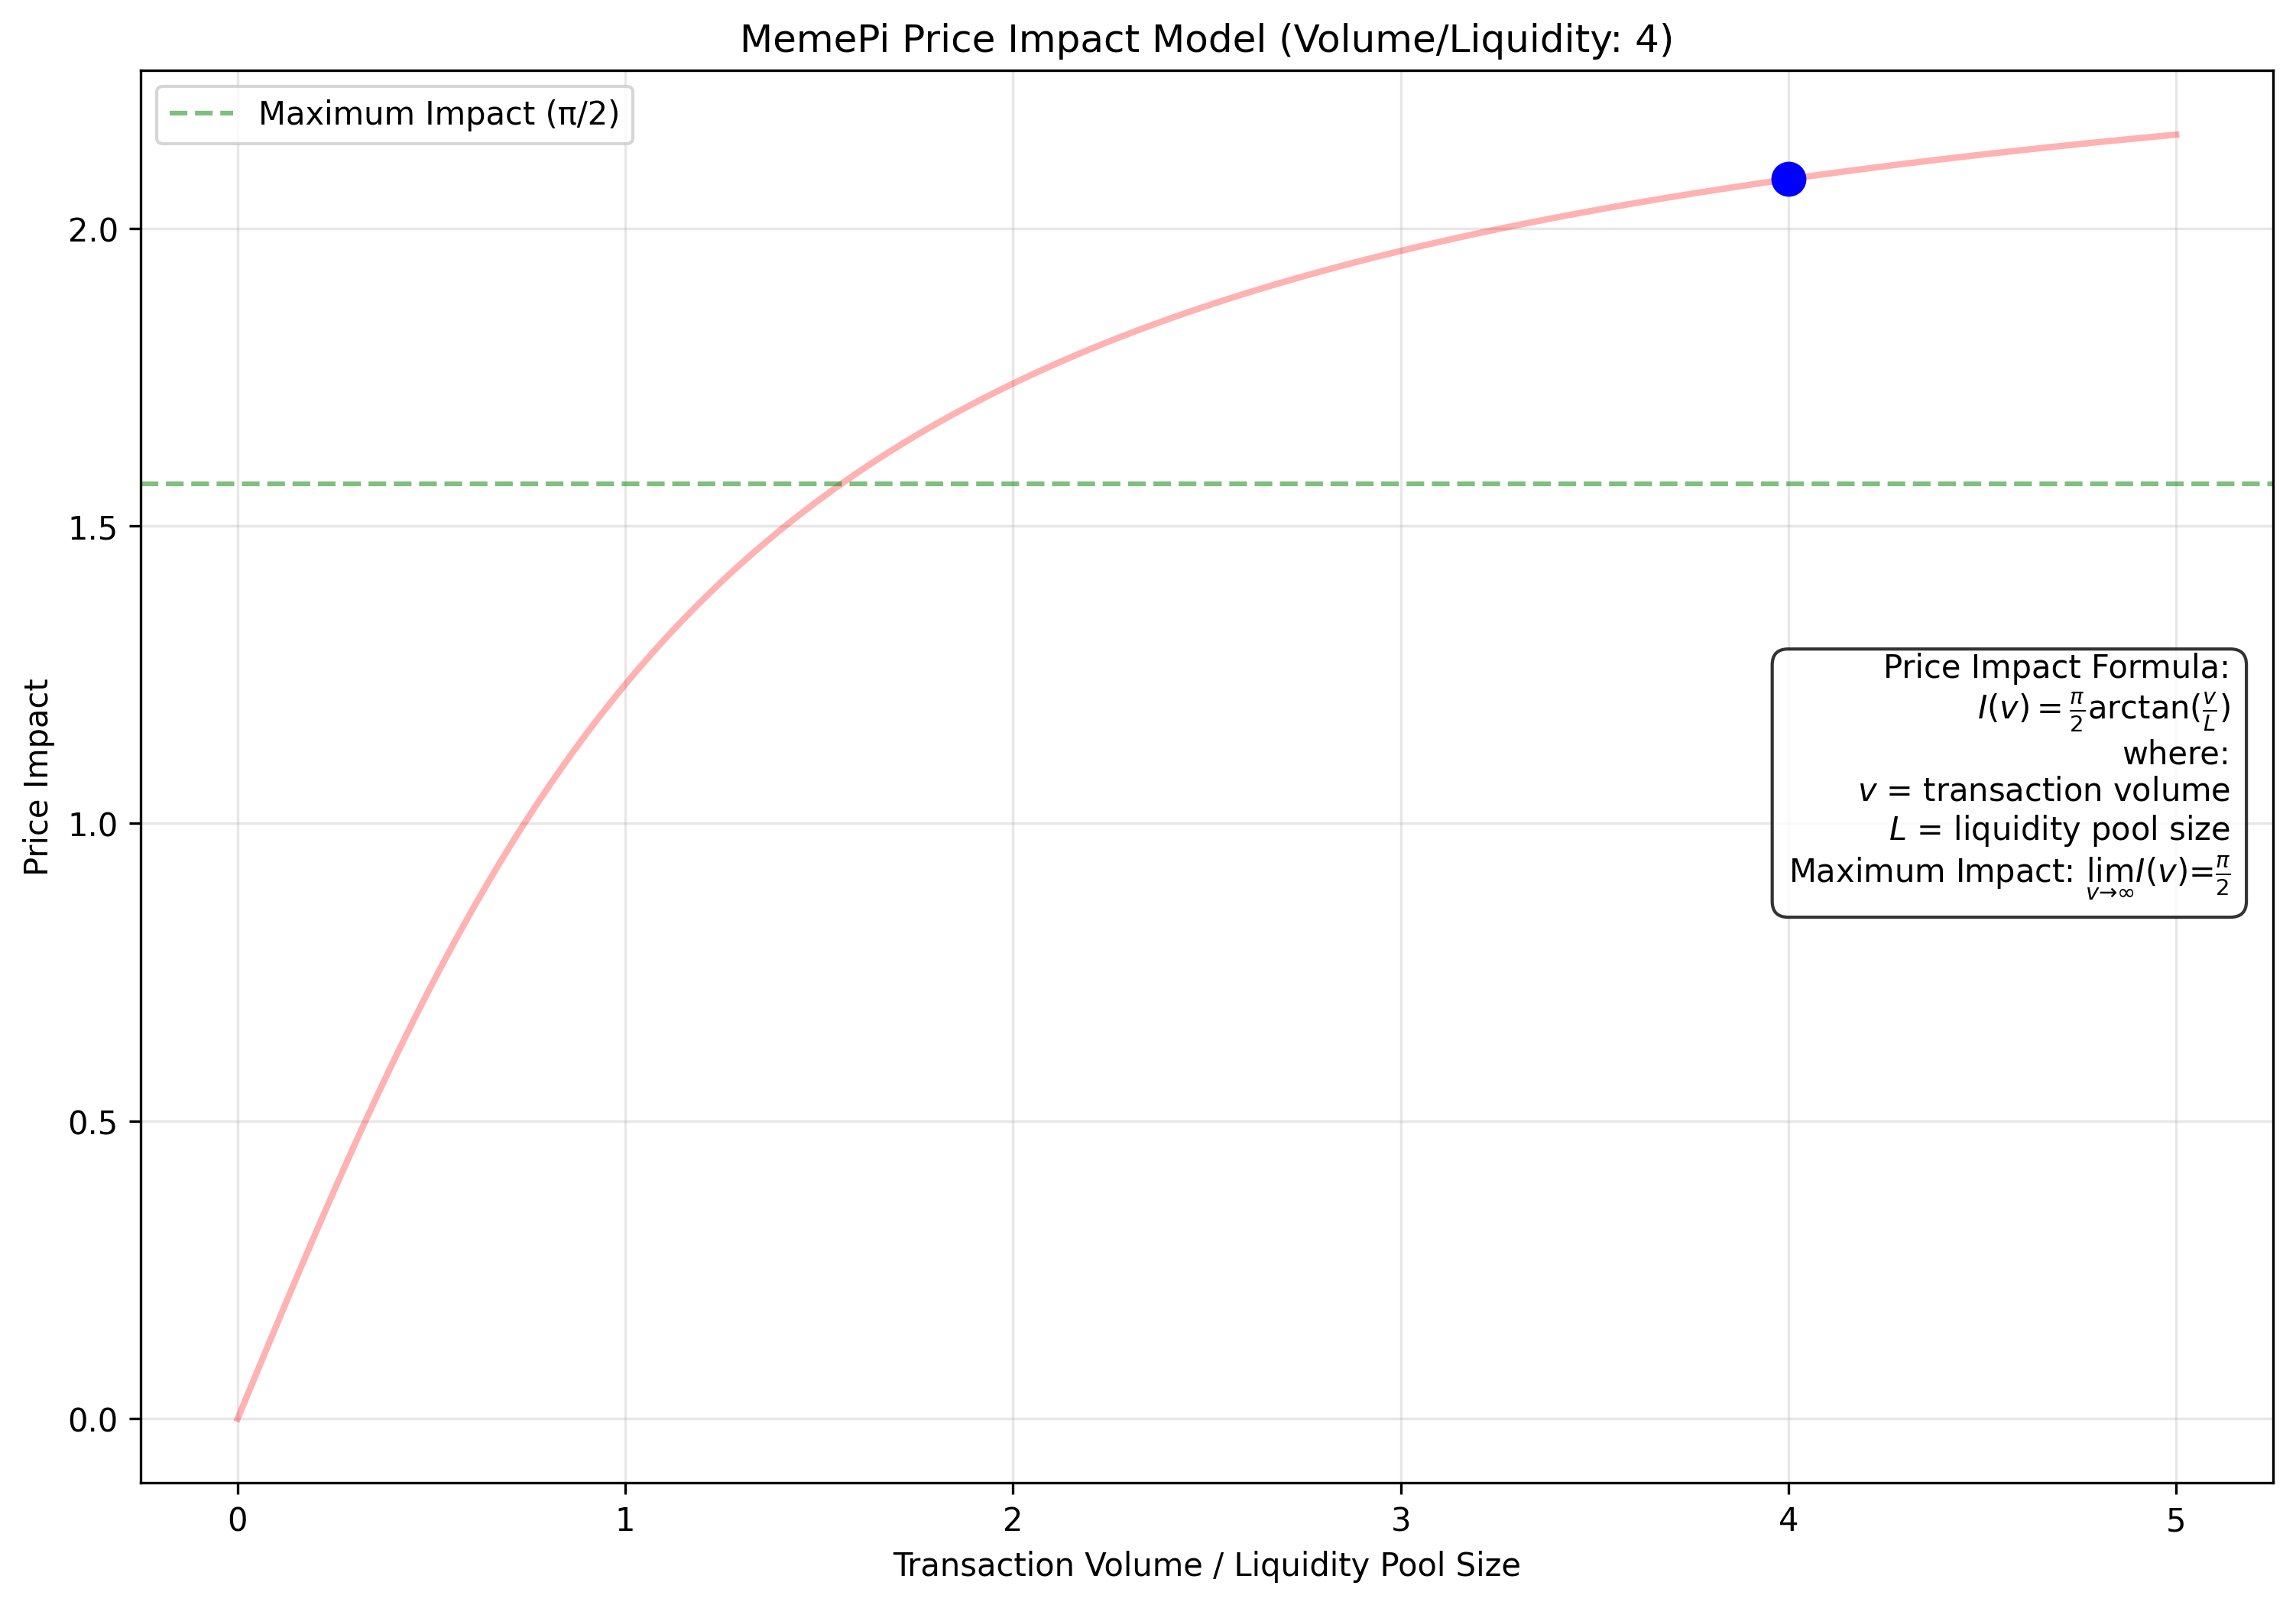 MemePi Price Impact Model (Volume/Liquidity: 4)
Maximum Impact (π/2)
2.0
1.5
1.0
0.5
0.0
Price Impact
Price Impact Formula:
I(v) = π/2 arctan(v/L)
where:
v = transaction volume
L = liquidity pool size
Maximum Impact: lim v→∞ I(v)=π/2
0 1 2 3 4 5
Transaction Volume / Liquidity Pool Size